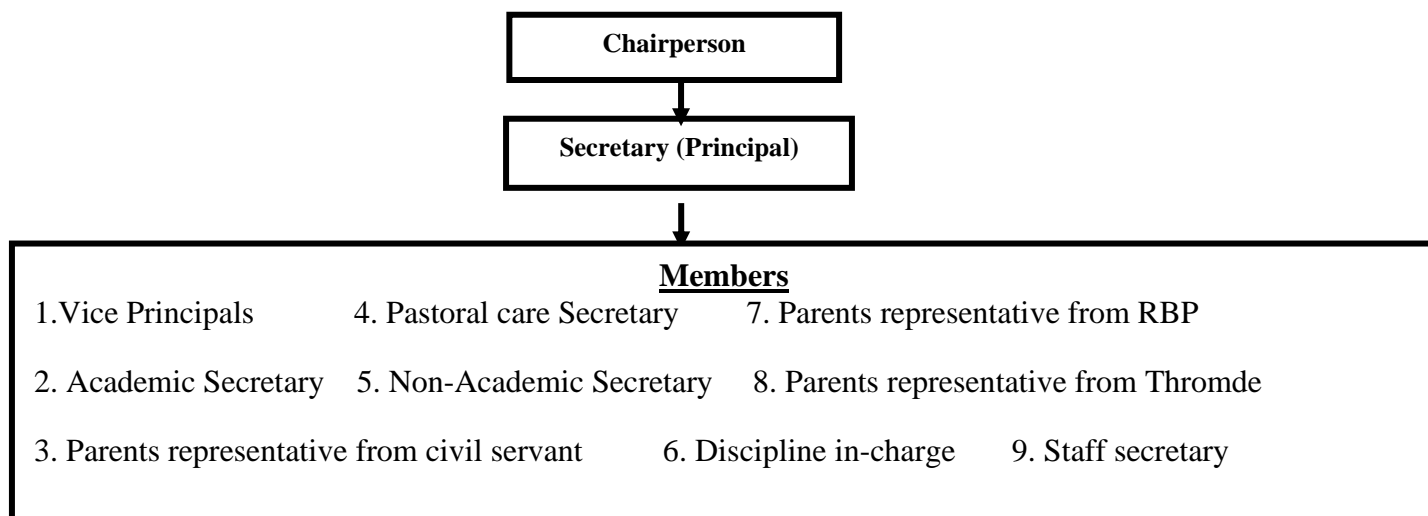 Chairperson
Secretary (Principal)
Members
1.Vice Principals 4. Pastoral care Secretary 7. Parents representative from RBP
2. Academic Secretary 5. Non-Academic Secretary 8. Parents representative from Thromde
3. Parents representative from civil servant 6. Discipline in-charge 9. Staff secretary